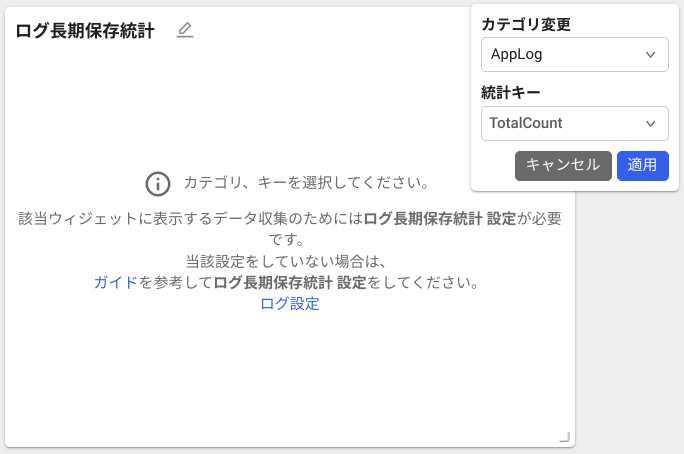 ログ長期保存統計
カテゴリ変更
AppLog
統計キー
TotalCount
キャンセル
適用
カテゴリ、キーを選択してください。
該当ウィジェットに表示するデータ収集のためにはログ長期保存統計 設定が必要
です。
当該設定をしていない場合は、
ガイドを参考してログ長期保存統計 設定をしてください。
ログ設定